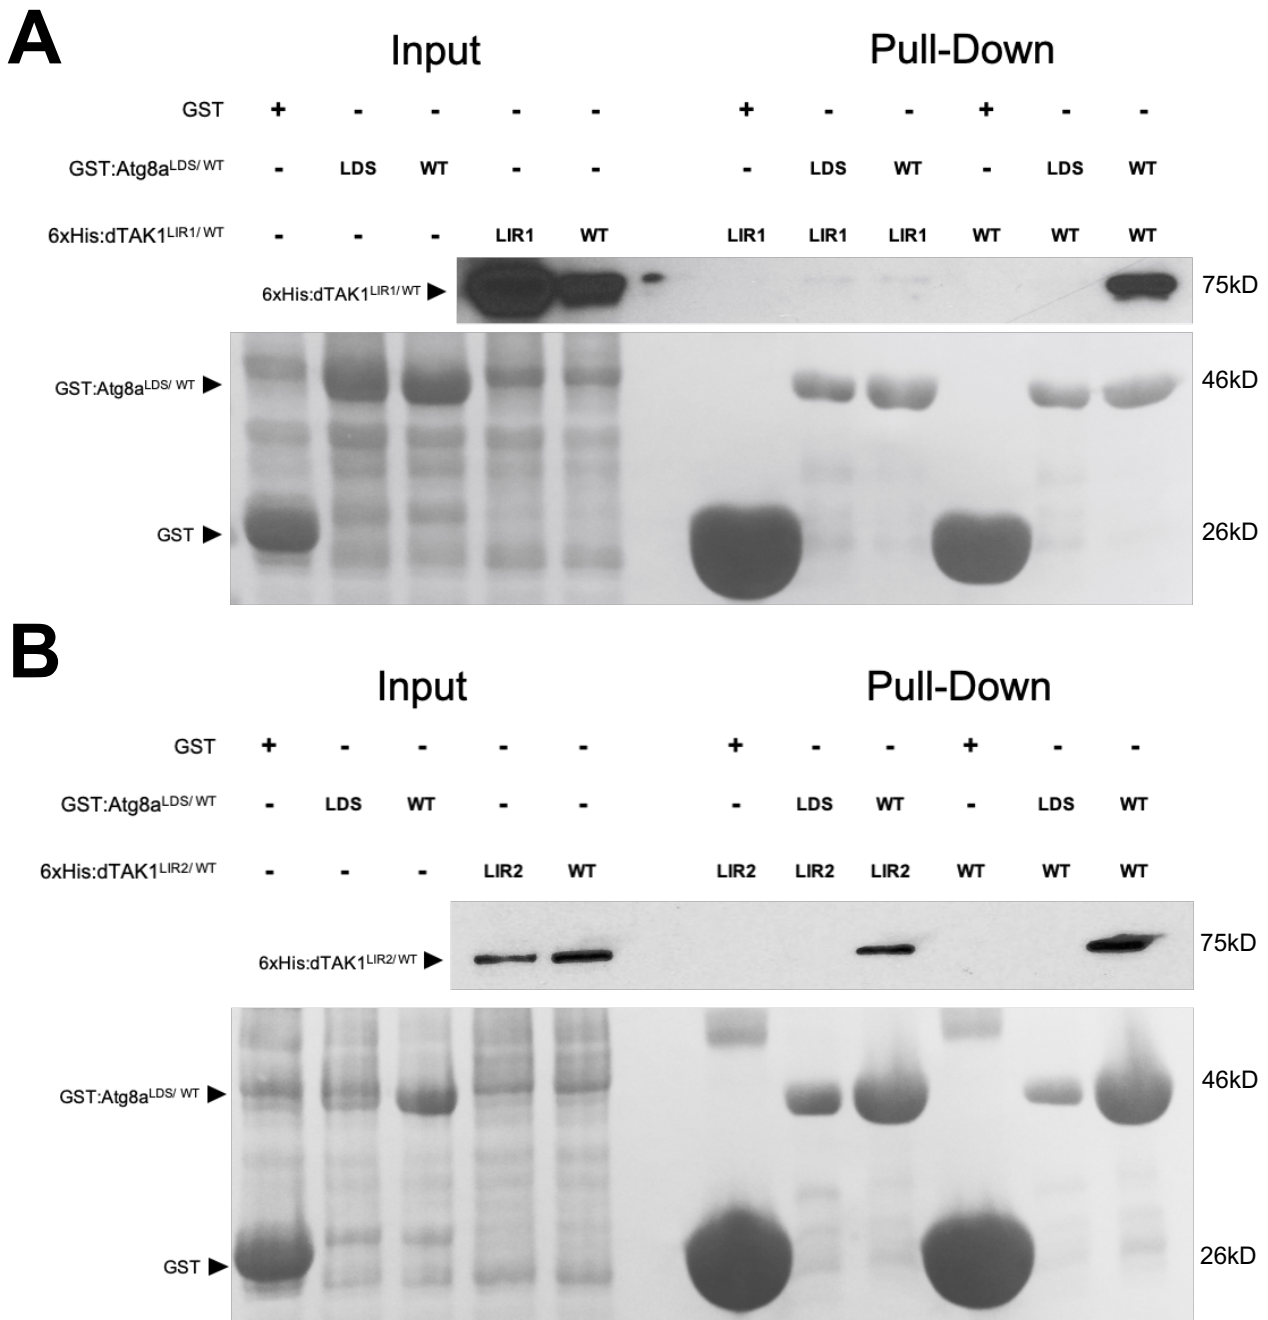 A
Input Pull-Down
GST + - - - - + - - + - -
GST:Atg8aLDS/ WT - LDS WT - - - LDS WT - LDS WT
6xHis:dTAK1LIR1/ WT - - - LIR1 WT LIR1 LIR1 LIR1 WT WT WT
6xHis:dTAK1LIR1/ WT 75kD
GST:Atg8aLDS/ WT 46kD
GST 26kD
B
Input Pull-Down
GST + - - - - + - - + - -
GST:Atg8aLDS/ WT - LDS WT - - - LDS WT - LDS WT
6xHis:dTAK1LIR2/ WT - - - LIR2 WT LIR2 LIR2 LIR2 WT WT WT
6xHis:dTAK1LIR2/ WT 75kD
GST:Atg8aLDS/ WT 46kD
GST 26kD